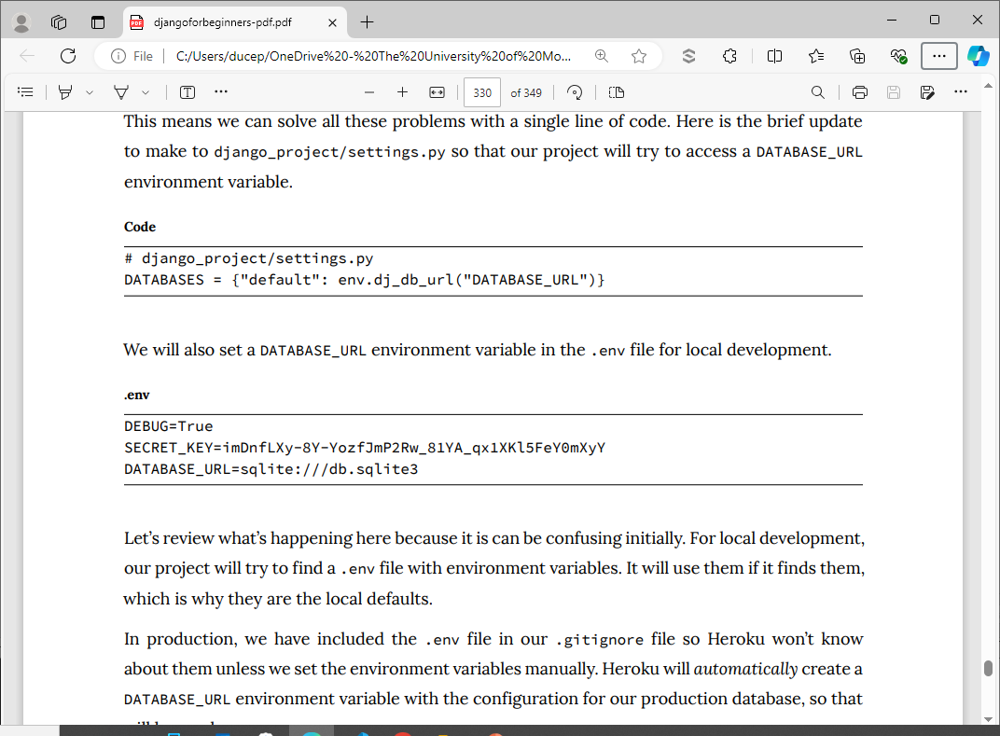 djangoforbeginners-pdf.pdf
File
C:/Users/ducep/OneDrive%20-%20The%20University%20of%20Mo...
330 of 349
This means we can solve all these problems with a single line of code. Here is the brief update
to make to django_project/settings.py so that our project will try to access a DATABASE_URL
environment variable.
Code
# django_project/settings.py
DATABASES = {"default": env.dj_db_url("DATABASE_URL")}
We will also set a DATABASE_URL environment variable in the .env file for local development.
.env
DEBUG=True
SECRET_KEY=imDnfLXy-8Y-YozfJmP2Rw_81YA_qx1XKl5FeY0mXyY
DATABASE_URL=sqlite:///db.sqlite3
Let's review what's happening here because it is can be confusing initially. For local development,
our project will try to find a .env file with environment variables. It will use them if it finds them,
which is why they are the local defaults.
In production, we have included the .env file in our .gitignore file so Heroku won't know
about them unless we set the environment variables manually. Heroku will automatically create a
DATABASE_URL environment variable with the configuration for our production database, so that